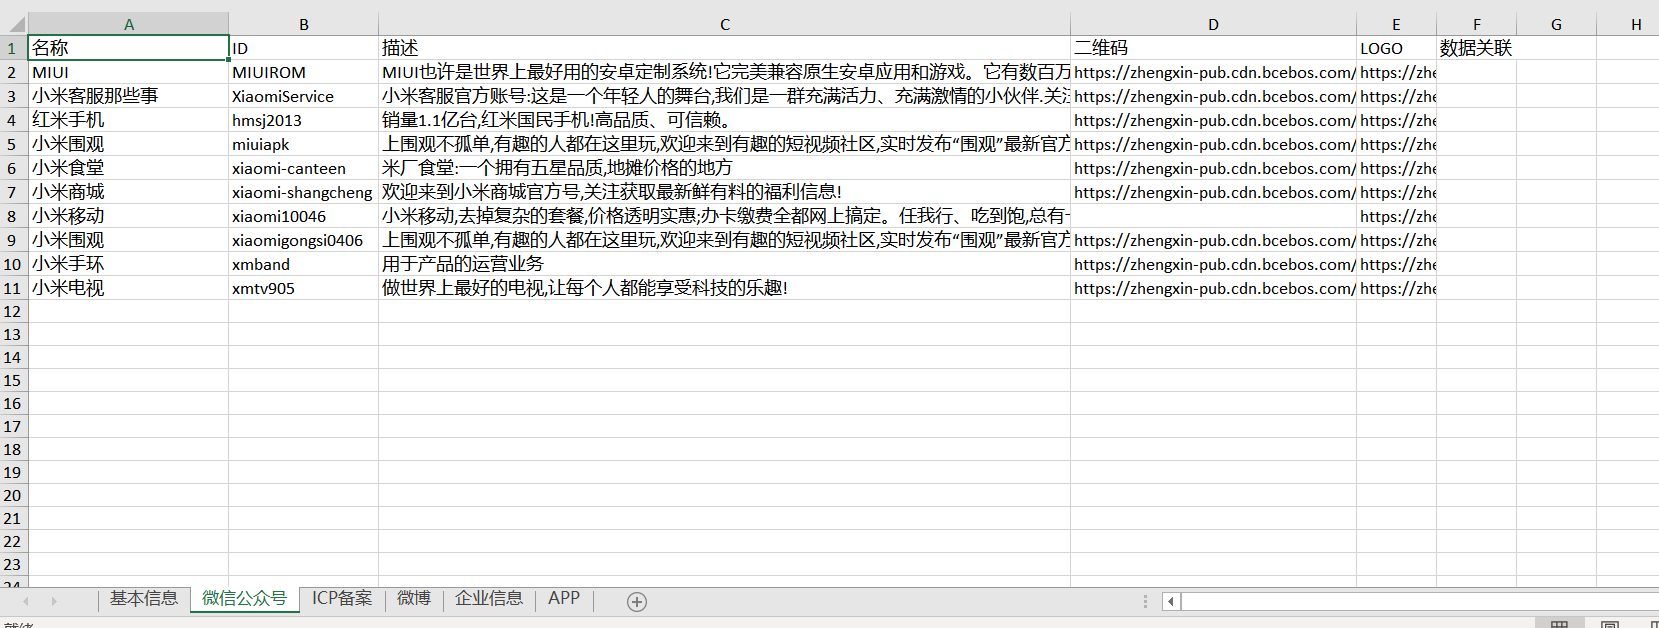 A B C D E F G H
1 名称 ID 描述 二维码 LOGO 数据关联
2 MIUI MIUIROM MIUI也许是世界上最好用的安卓定制系统!它完美兼容原生安卓应用和游戏。它有数百万 https://zhengxin-pub.cdn.bcebos.com/ https://zhe
3 小米客服那些事 XiaomiService 小米客服官方账号:这是一个年轻人的舞台,我们是一群充满活力、充满激情的小伙伴.关注 https://zhengxin-pub.cdn.bcebos.com/ https://zhe
4 红米手机 hmsj2013 销量1.1亿台,红米国民手机!高品质、可信赖。 https://zhengxin-pub.cdn.bcebos.com/ https://zhe
5 小米围观 miuiapk 上围观不孤单,有趣的人都在这里玩,欢迎来到有趣的短视频社区,实时发布“围观”最新官方 https://zhengxin-pub.cdn.bcebos.com/ https://zhe
6 小米食堂 xiaomi-canteen 米厂食堂:一个拥有五星品质,地摊价格的地方 https://zhengxin-pub.cdn.bcebos.com/ https://zhe
7 小米商城 xiaomi-shangcheng 欢迎来到小米商城官方号,关注获取最新鲜有料的福利信息! https://zhengxin-pub.cdn.bcebos.com/ https://zhe
8 小米移动 xiaomi10046 小米移动,去掉复杂的套餐,价格透明实惠;办卡缴费全都网上搞定。任我行、吃到饱,总有 https://zhe
9 小米围观 xiaomigongsi0406 上围观不孤单,有趣的人都在这里玩,欢迎来到有趣的短视频社区,实时发布“围观”最新官方 https://zhengxin-pub.cdn.bcebos.com/ https://zhe
10 小米手环 xmband 用于产品的运营业务 https://zhengxin-pub.cdn.bcebos.com/ https://zhe
11 小米电视 xmtv905 做世界上最好的电视,让每个人都能享受科技的乐趣! https://zhengxin-pub.cdn.bcebos.com/ https://zhe
12
13
14
15
16
17
18
19
20
21
22
23
24
基本信息 微信公众号 ICP备案 微博 企业信息 APP